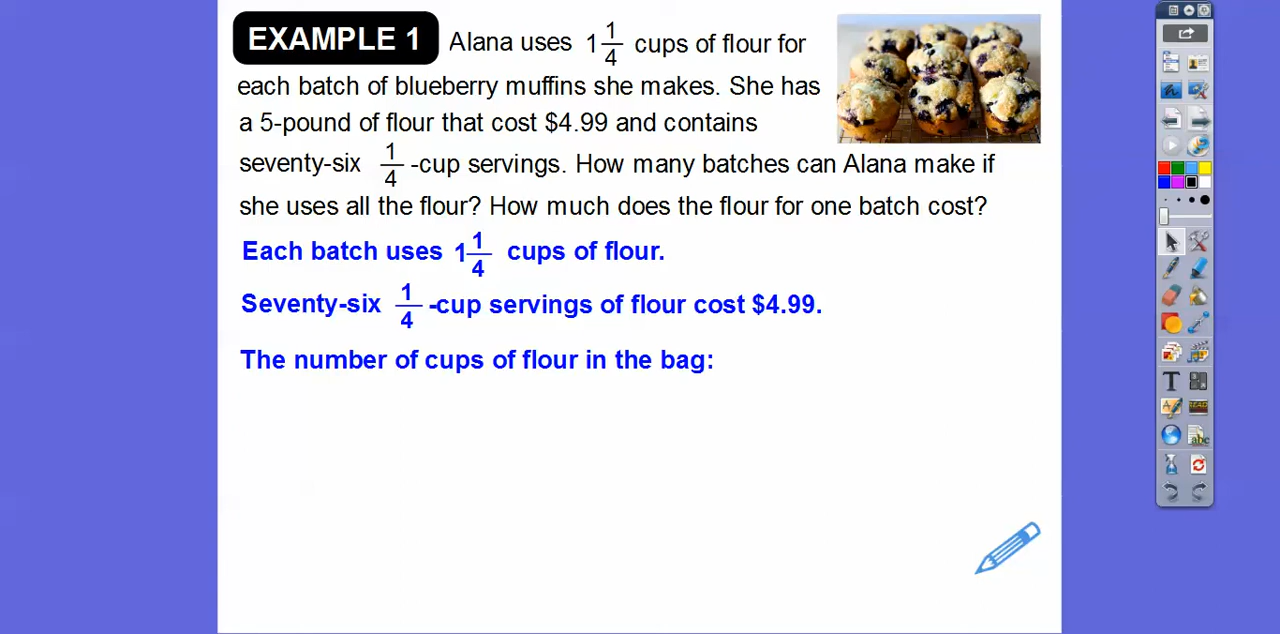 EXAMPLE 1 Alana uses 1 1/4 cups of flour for
each batch of blueberry muffins she makes. She has
a 5-pound of flour that cost $4.99 and contains
seventy-six 1/4 -cup servings. How many batches can Alana make if
she uses all the flour? How much does the flour for one batch cost?
Each batch uses 1 1/4 cups of flour.
Seventy-six 1/4 -cup servings of flour cost $4.99.
The number of cups of flour in the bag: